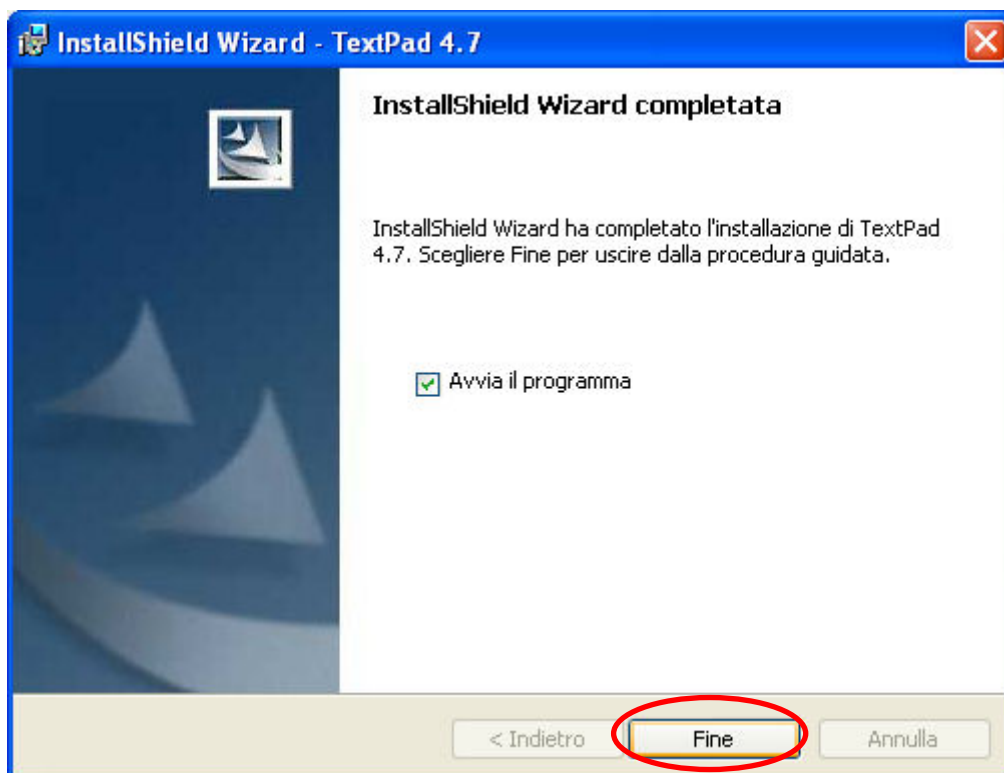 InstallShield Wizard - TextPad 4.7
InstallShield Wizard completata
InstallShield Wizard ha completato l'installazione di TextPad
4.7. Scegliere Fine per uscire dalla procedura guidata.
Avvia il programma
< Indietro
Fine
Annulla